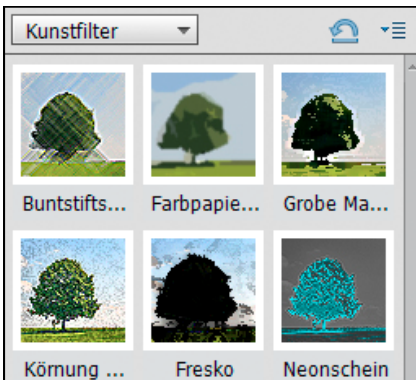 Kunstfilter
Buntstifts... Farbpapie... Grobe Ma...
Körnung ... Fresko Neonschein